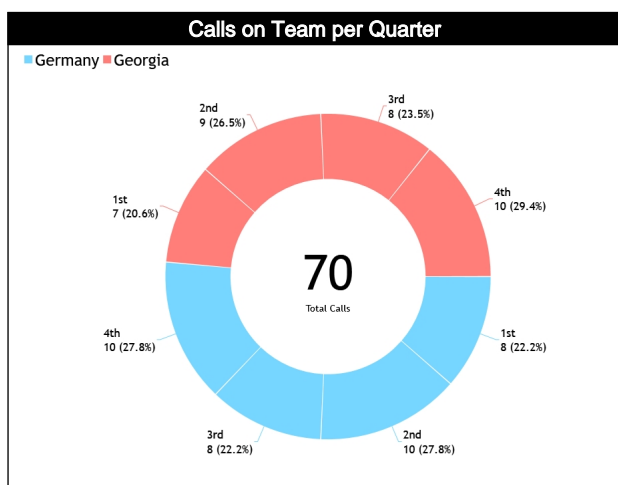 Calls on Team per Quarter
Germany Georgia
3rd
8 (23.5%)
2nd
9 (26.5%)
4th
10 (29.4%)
1st
7 (20.6%)
70
Total Calls
4th
10 (27.8%)
1st
8 (22.2%)
3rd
8 (22.2%)
2nd
10 (27.8%)